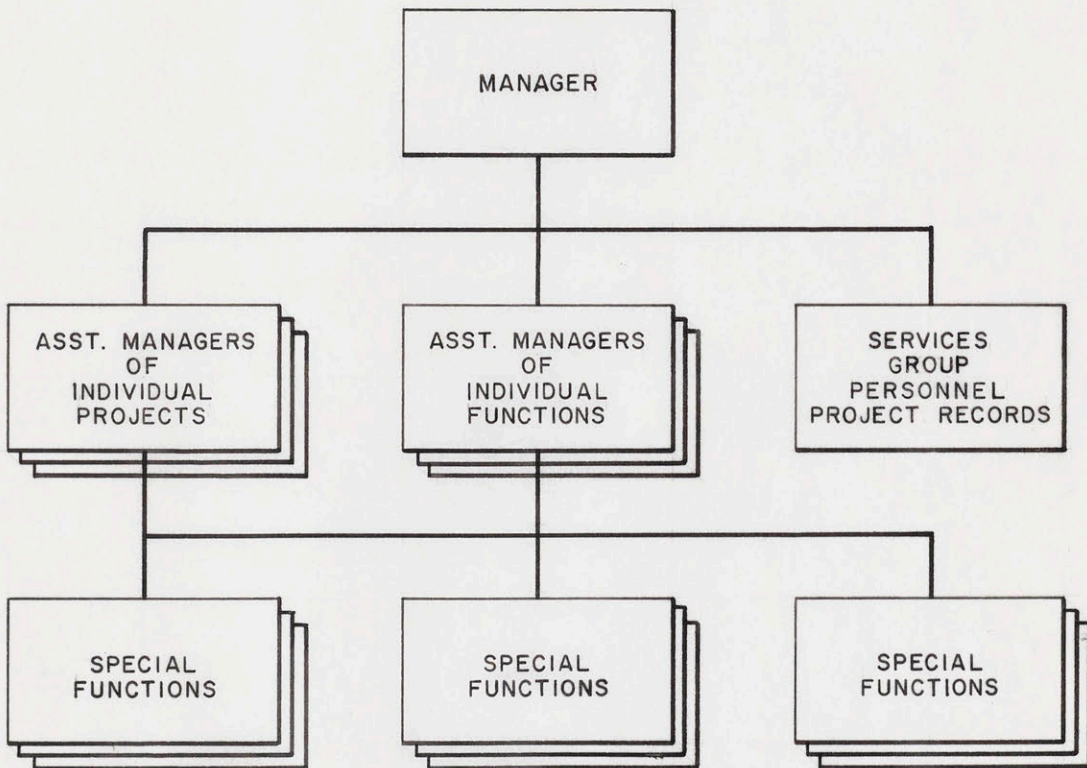 MANAGER
ASST. MANAGERS
OF
INDIVIDUAL
PROJECTS
ASST. MANAGERS
OF
INDIVIDUAL
FUNCTIONS
SERVICES
GROUP
PERSONNEL
PROJECT RECORDS
SPECIAL
FUNCTIONS
SPECIAL
FUNCTIONS
SPECIAL
FUNCTIONS